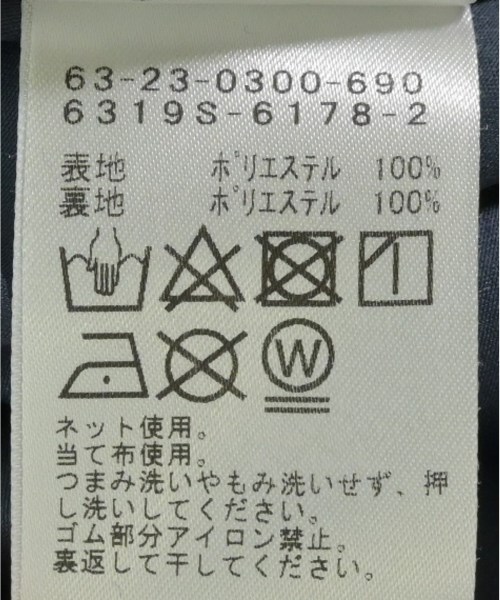 63-23-0300-690
6319S-6178-2
表地 ポリエステル 100%
裏地 ポリエステル 100%
W
ネット使用。
当て布使用。
つまみ洗いやもみ洗いせず、押
し洗いしてください。
ゴム部分アイロン禁止。
裏返して干してください。